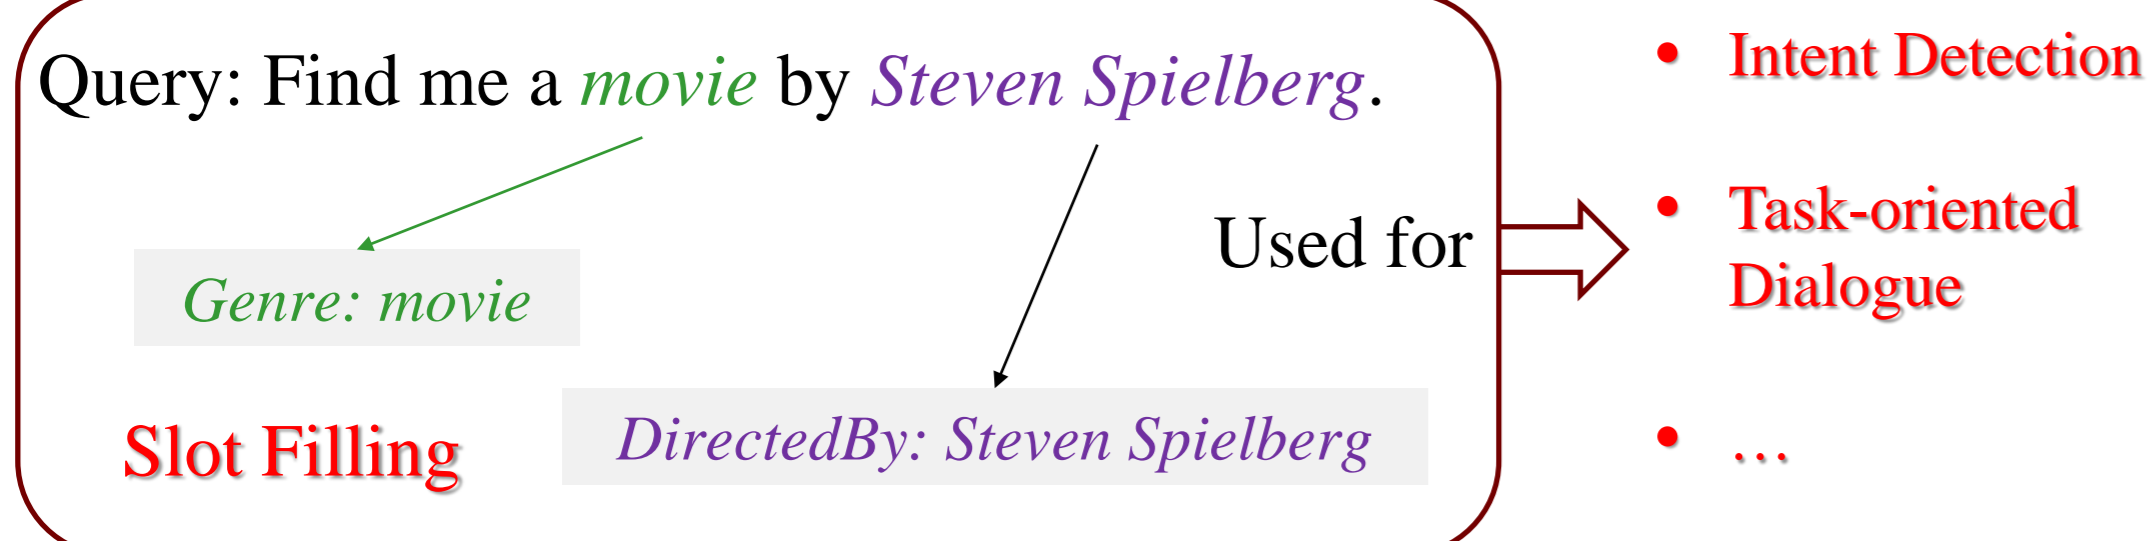 Query: Find me a movie by Steven Spielberg.
Genre: movie
DirectedBy: Steven Spielberg
Slot Filling
Used for
• Intent Detection
• Task-oriented
Dialogue
• …